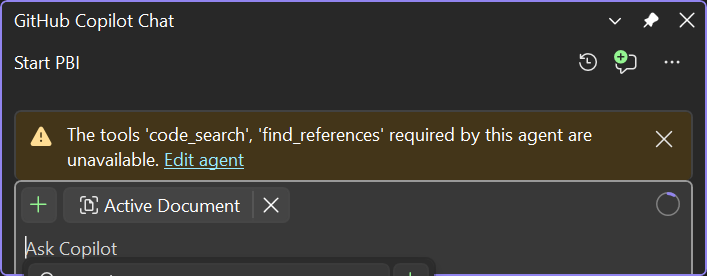 GitHub Copilot Chat
Start PBI
The tools 'code_search', 'find_references' required by this agent are
unavailable. Edit agent
Active Document
Ask Copilot